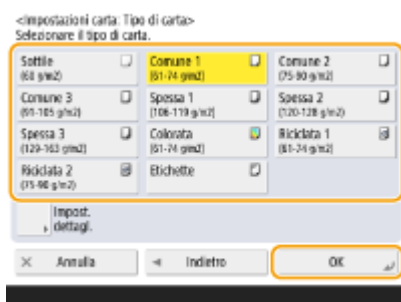 <Impostazioni carta: Tipo di carta>
Selezionare il tipo di carta.
Sottile
(60 g/m2)
Comune 1
(61-74 g/m2)
Comune 2
(75-90 g/m2)
Comune 3
(91-105 g/m2)
Spessa 1
(106-119 g/m2)
Spessa 2
(120-128 g/m2)
Spessa 3
(129-163 g/m2)
Colorata
(61-74 g/m2)
Riciclata 1
(61-74 g/m2)
Riciclata 2
(75-90 g/m2)
Etichette
Impost.
dettagl.
Annulla
Indietro
OK